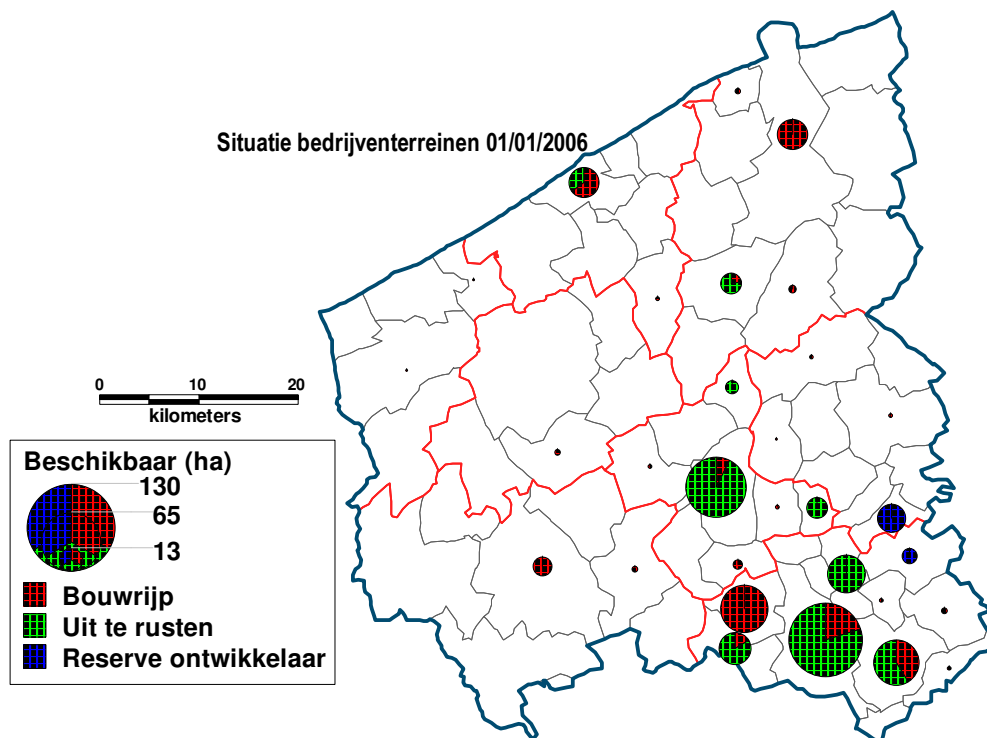 Situatie bedrijventerreinen 01/01/2006
0 10 20
kilometers
Beschikbaar (ha)
130
65
13
Bouwrijp
Uit te rusten
Reserve ontwikkelaar